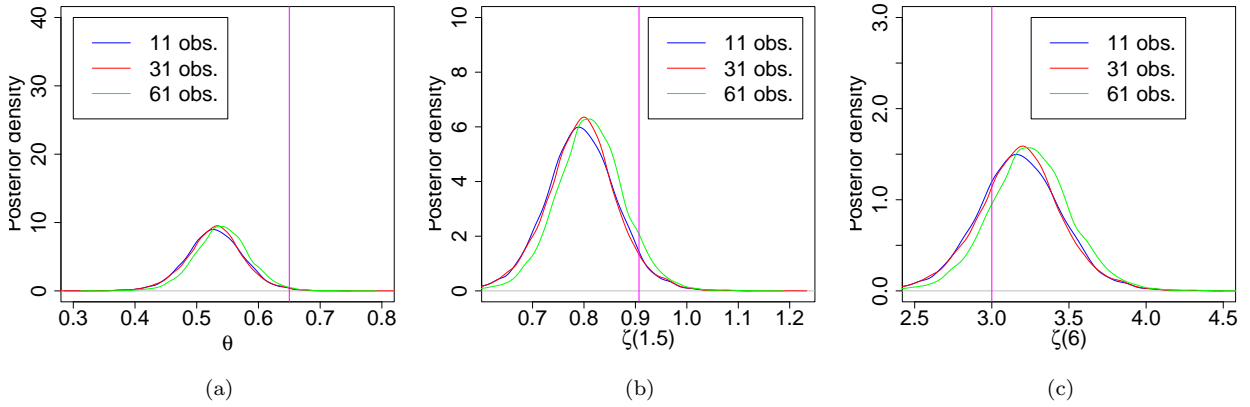 Posterior density
0 10 20 30 40
11 obs.
31 obs.
61 obs.
0.3 0.4 0.5 0.6 0.7 0.8
θ
(a)
Posterior density
0 2 4 6 8 10
11 obs.
31 obs.
61 obs.
0.7 0.8 0.9 1.0 1.1 1.2
ζ(1.5)
(b)
Posterior density
0.0 1.0 2.0 3.0
11 obs.
31 obs.
61 obs.
2.5 3.0 3.5 4.0 4.5
ζ(6)
(c)